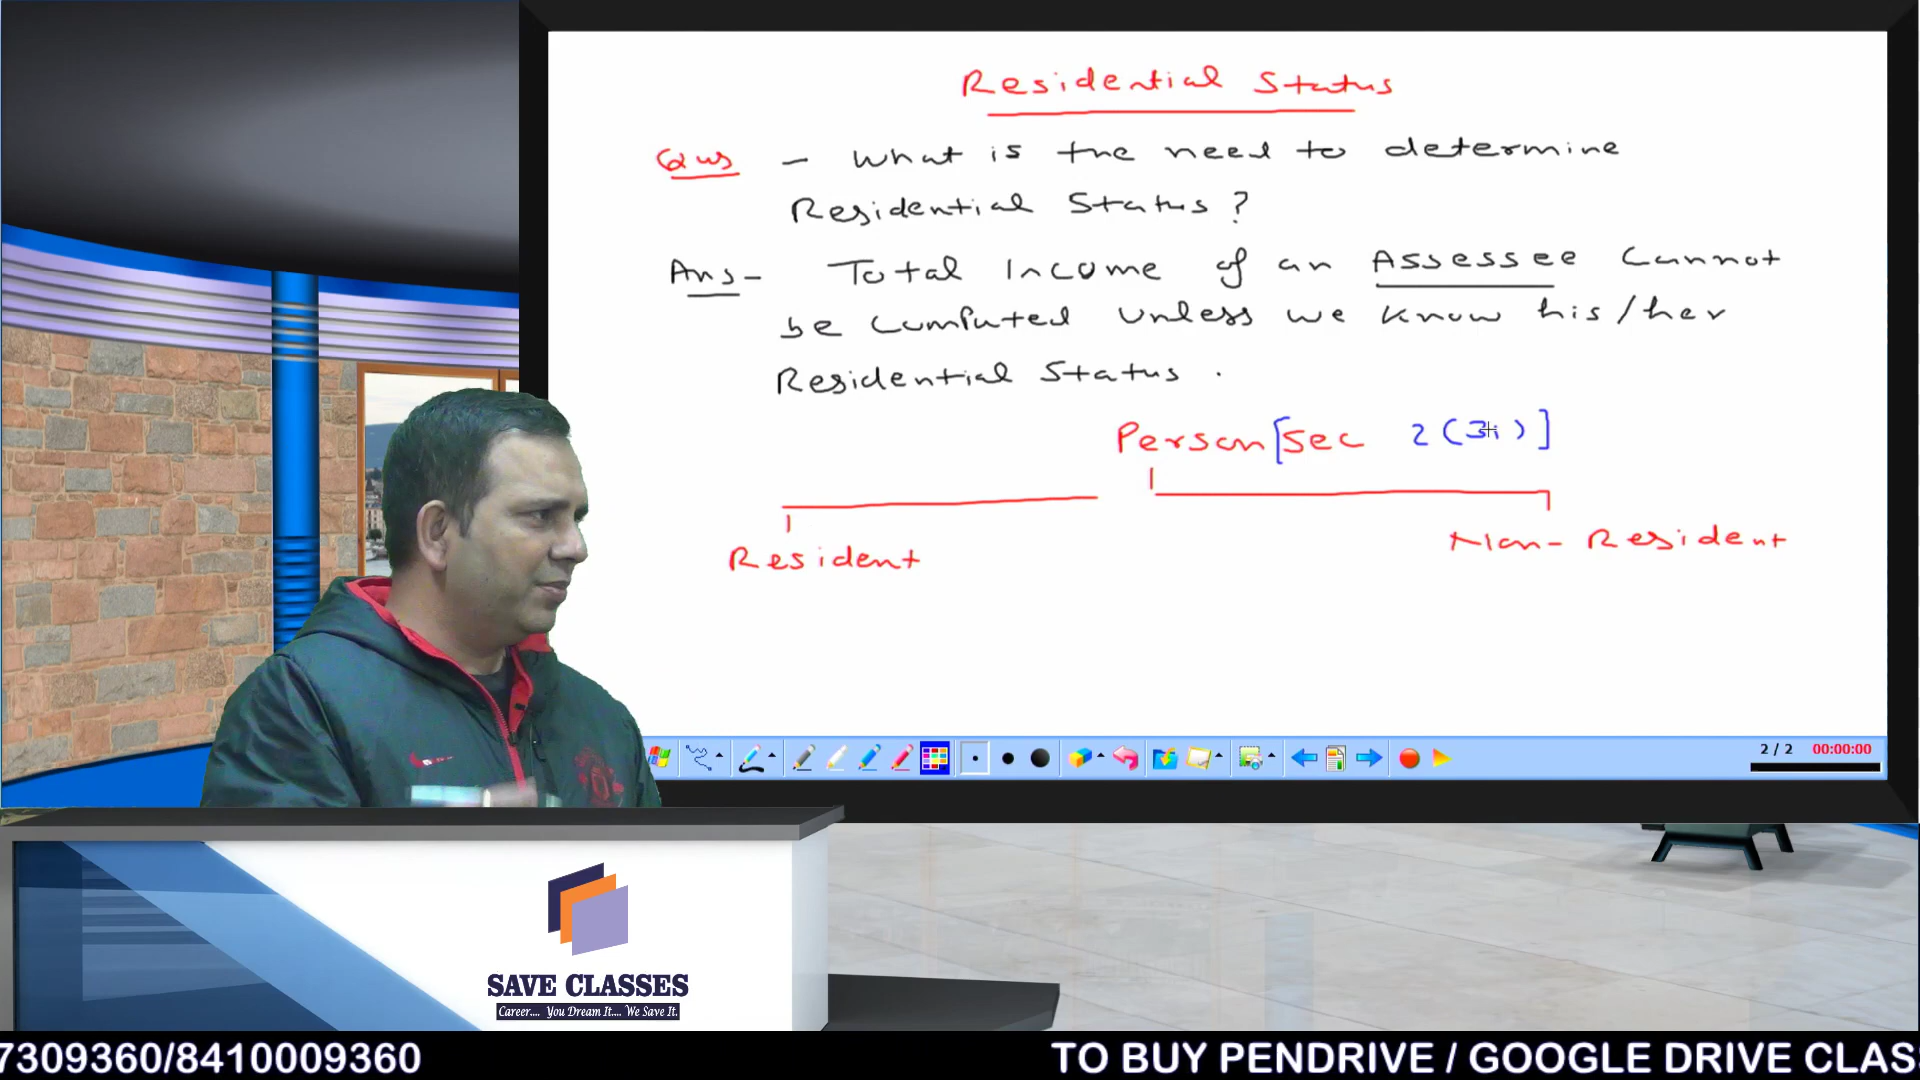 Residential Status
Qus - What is the need to determine
Residential Status?
Ans- Total Income of an Assessee Cannot
be Computed Unless we know his/her
Residential Status.
Person [Sec 2(31)]
Resident
Non-Resident
2 / 2 00:00:00
SAVE CLASSES
Career.... You Dream It.... We Save It.
7309360/8410009360 TO BUY PENDRIVE / GOOGLE DRIVE CLAS